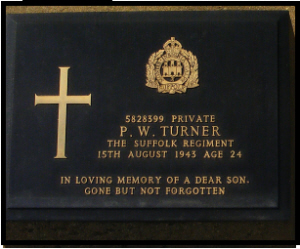 5828599 PRIVATE
P. W. TURNER
THE SUFFOLK REGIMENT
15TH AUGUST 1943 AGE 24
IN LOVING MEMORY OF A DEAR SON.
GONE BUT NOT FORGOTTEN